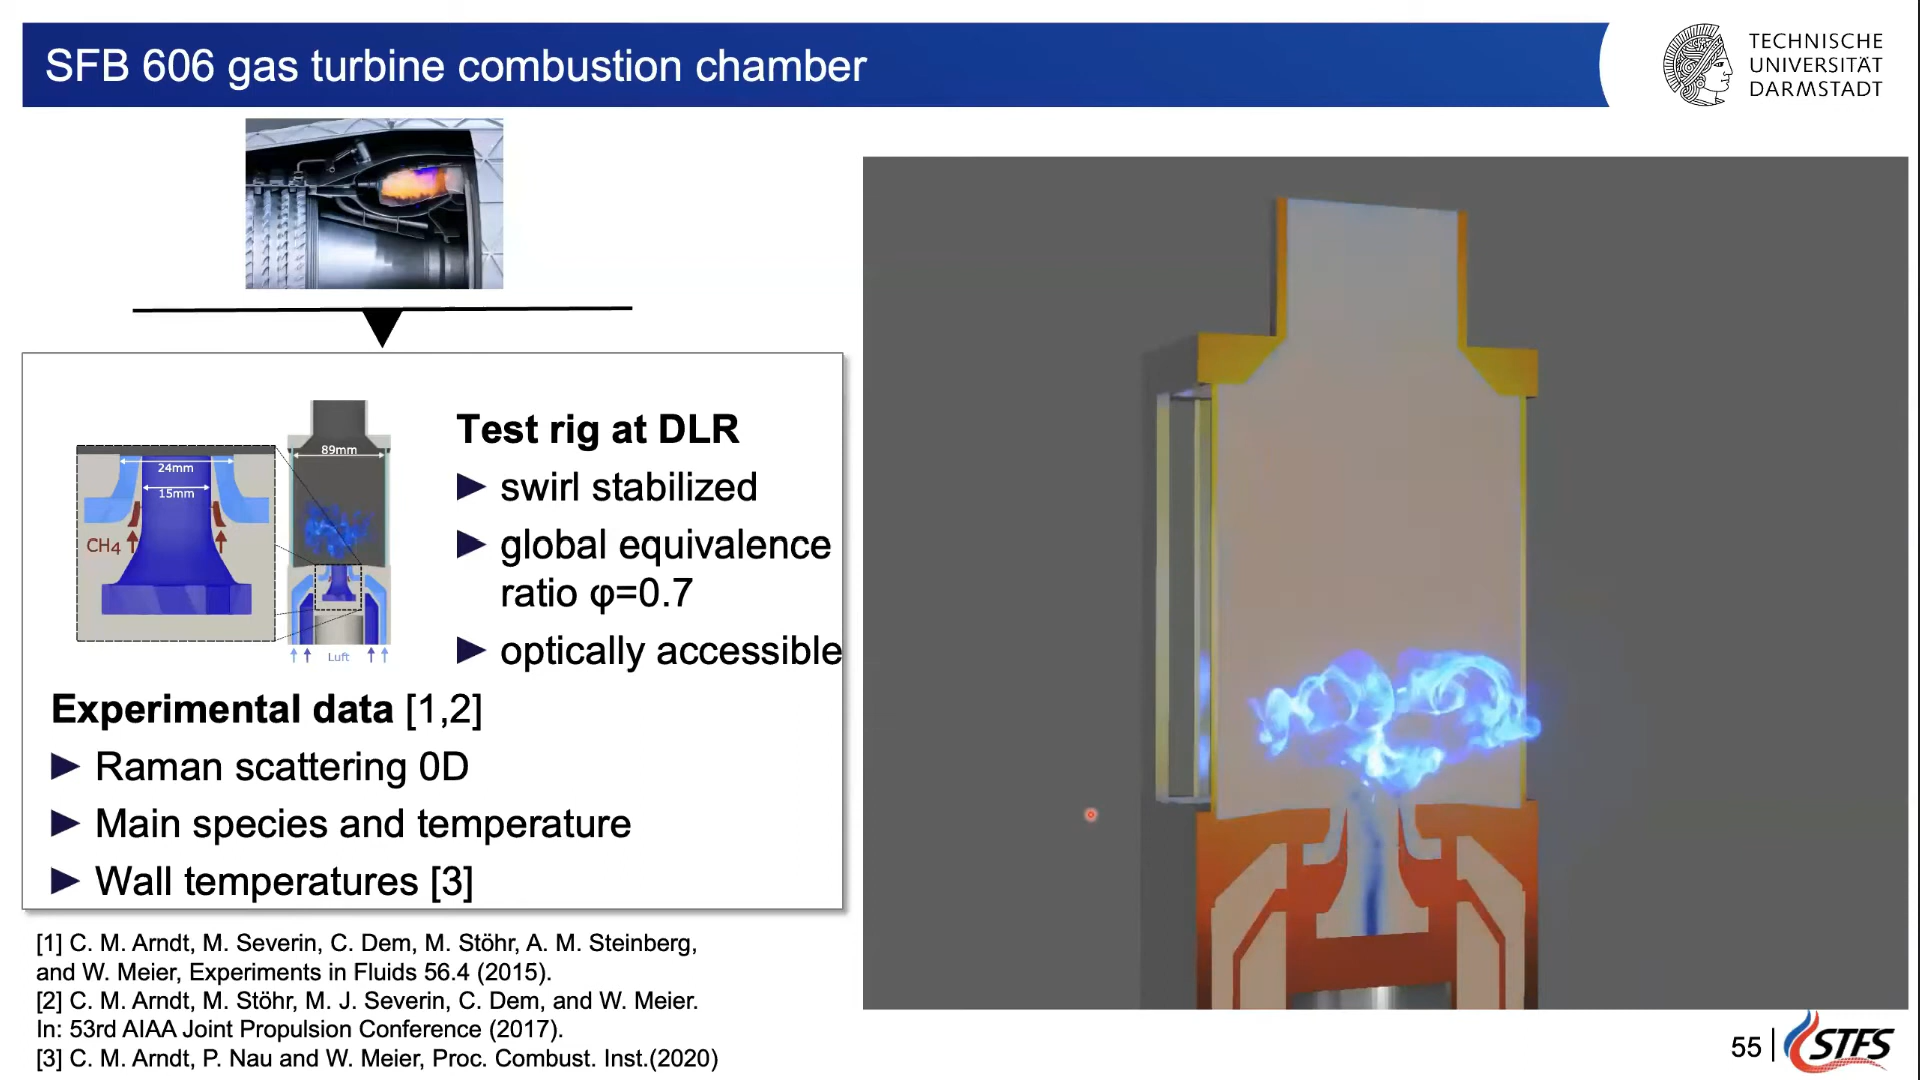 SFB 606 gas turbine combustion chamber
TECHNISCHE
UNIVERSITÄT
DARMSTADT
24mm
15mm
CH4
89mm
Luft
Test rig at DLR
swirl stabilized
global equivalence
ratio φ=0.7
optically accessible
Experimental data [1,2]
Raman scattering 0D
Main species and temperature
Wall temperatures [3]
[1] C. M. Arndt, M. Severin, C. Dem, M. Stöhr, A. M. Steinberg,
and W. Meier, Experiments in Fluids 56.4 (2015).
[2] C. M. Arndt, M. Stöhr, M. J. Severin, C. Dem, and W. Meier.
In: 53rd AIAA Joint Propulsion Conference (2017).
[3] C. M. Arndt, P. Nau and W. Meier, Proc. Combust. Inst.(2020)
55
STFS